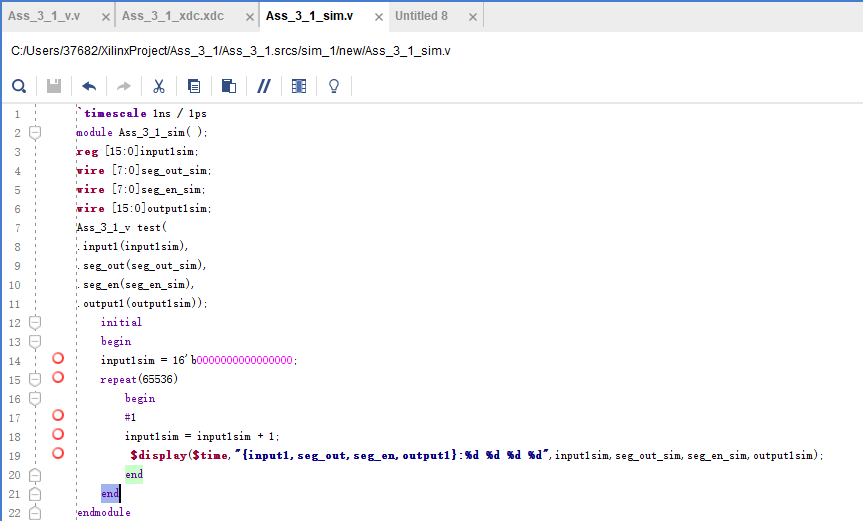 Ass_3_1_v.v × Ass_3_1_xdc.xdc × Ass_3_1_sim.v × Untitled 8 ×
C:/Users/37682/XilinxProject/Ass_3_1/Ass_3_1.srcs/sim_1/new/Ass_3_1_sim.v
1 `timescale 1ns / 1ps
2 module Ass_3_1_sim( );
3 reg [15:0]input1sim;
4 wire [7:0]seg_out_sim;
5 wire [7:0]seg_en_sim;
6 wire [15:0]output1sim;
7 Ass_3_1_v test(
8 .input1(input1sim),
9 .seg_out(seg_out_sim),
10 .seg_en(seg_en_sim),
11 .output1(output1sim));
12 initial
13 begin
14 input1sim = 16'b0000000000000000;
15 repeat(65536)
16 begin
17 #1
18 input1sim = input1sim + 1;
19 $display($time,"{input1,seg_out,seg_en,output1}:%d %d %d %d",input1sim,seg_out_sim,seg_en_sim,output1sim);
20 end
21 end
22 endmodule